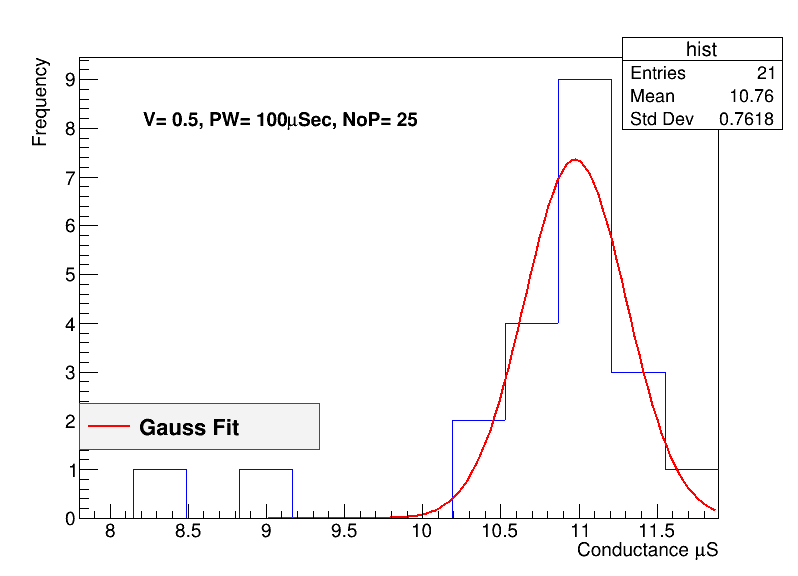 hist
Entries 21
Mean 10.76
Std Dev 0.7618
Frequency
V= 0.5, PW= 100μSec, NoP= 25
9
8
7
6
5
4
3
2
1
0
Gauss Fit
8 8.5 9 9.5 10 10.5 11 11.5
Conductance μS